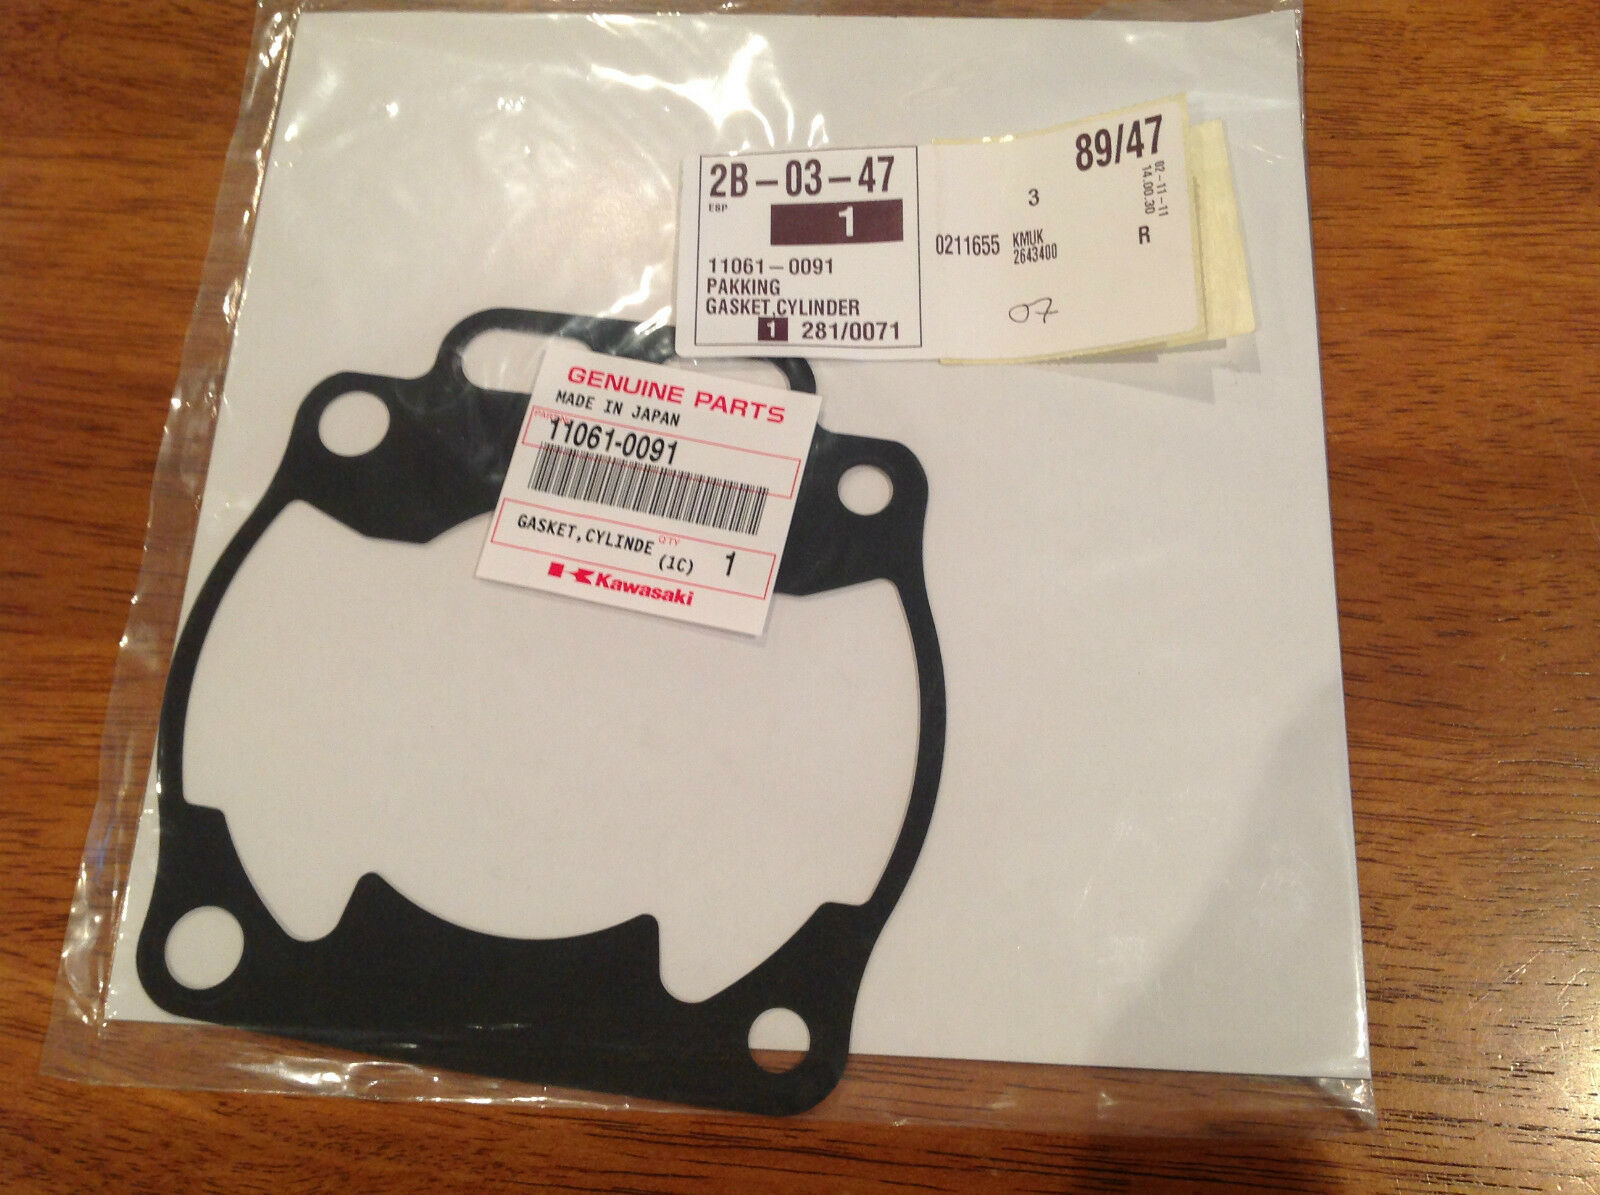 2B-03-47
ESP
1
11061-0091
PAKKING
GASKET,CYLINDER
1 281/0071
89/47
02-11-11
14.00.30
3
0211655 KMUK
2643400
R
07
GENUINE PARTS
MADE IN JAPAN
11061-0091
GASKET,CYLINDE QTY
(1C) 1
Kawasaki